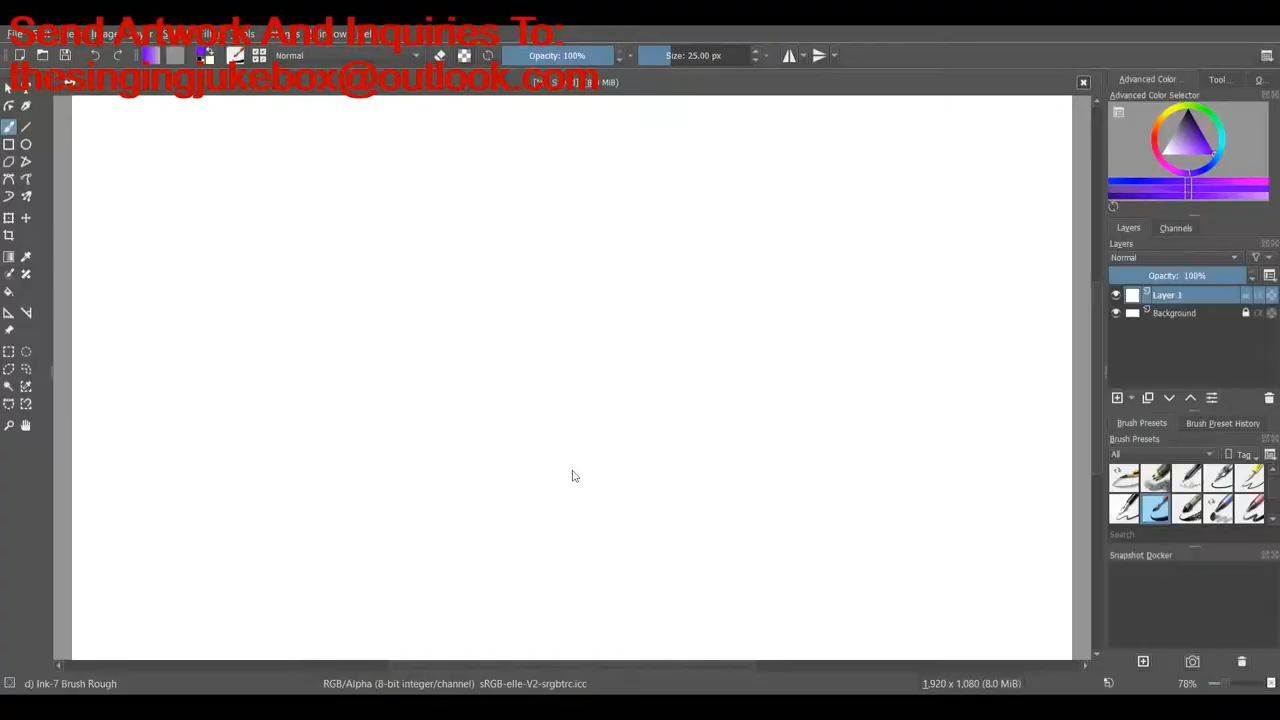 Send Artwork And Inquiries To:
thesingingjukebox@outlook.com
File
Normal
Opacity: 100%
Size: 25.00 px
MiB)
Advanced Color...
Tool...
Advanced Color Selector
Layers
Channels
Layers
Normal
Opacity: 100%
Layer 1
Background
Brush Presets
Brush Preset History
Brush Presets
All
Tag
Search
Snapshot Docker
d) Ink-7 Brush Rough
RGB/Alpha (8-bit integer/channel) sRGB-elle-V2-srgbtrc.icc
1,920 x 1,080 (8.0 MiB)
78%